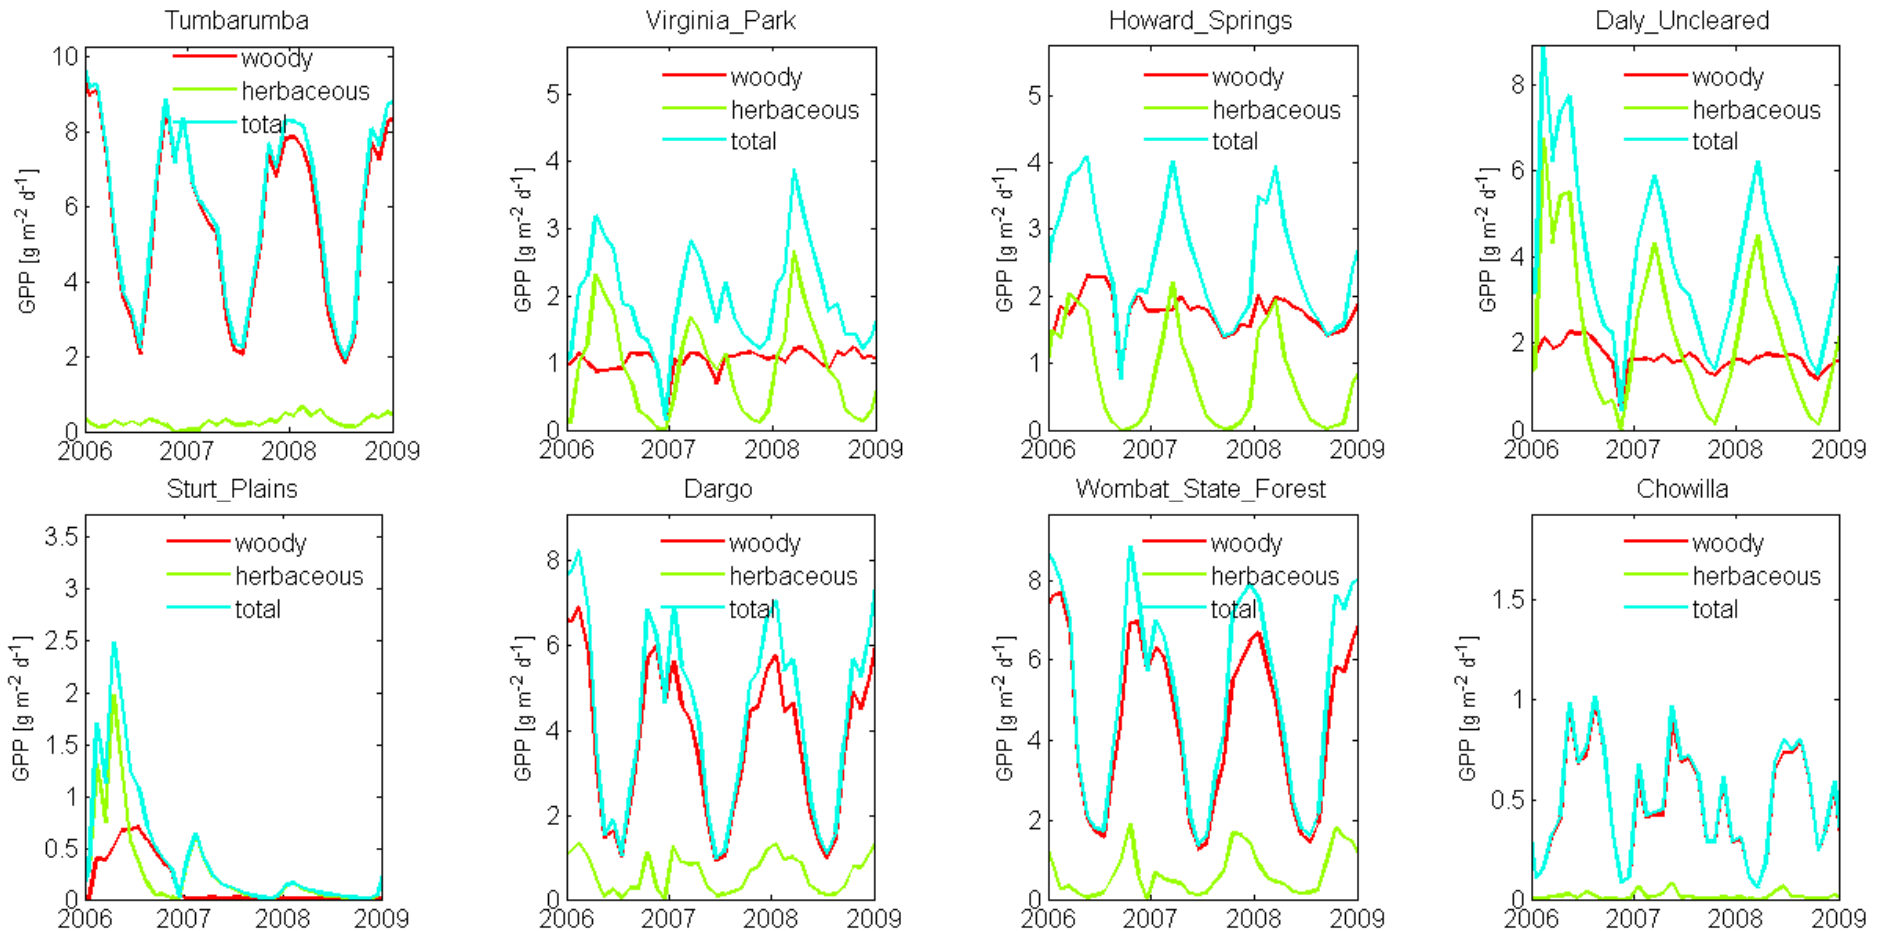 Tumbarumba
10
8
6
4
2
0
GPP [g m-2 d-1]
woody
herbaceous
total
2006 2007 2008 2009
Virginia_Park
5
4
3
2
1
0
GPP [g m-2 d-1]
woody
herbaceous
total
2006 2007 2008 2009
Howard_Springs
5
4
3
2
1
0
GPP [g m-2 d-1]
woody
herbaceous
total
2006 2007 2008 2009
Daly_Uncleared
8
6
4
2
0
GPP [g m-2 d-1]
woody
herbaceous
total
2006 2007 2008 2009
Sturt_Plains
3.5
3
2.5
2
1.5
1
0.5
0
GPP [g m-2 d-1]
woody
herbaceous
total
2006 2007 2008 2009
Dargo
8
6
4
2
0
GPP [g m-2 d-1]
woody
herbaceous
total
2006 2007 2008 2009
Wombat_State_Forest
8
6
4
2
0
GPP [g m-2 d-1]
woody
herbaceous
total
2006 2007 2008 2009
Chowilla
1.5
1
0.5
0
GPP [g m-2 d-1]
woody
herbaceous
total
2006 2007 2008 2009